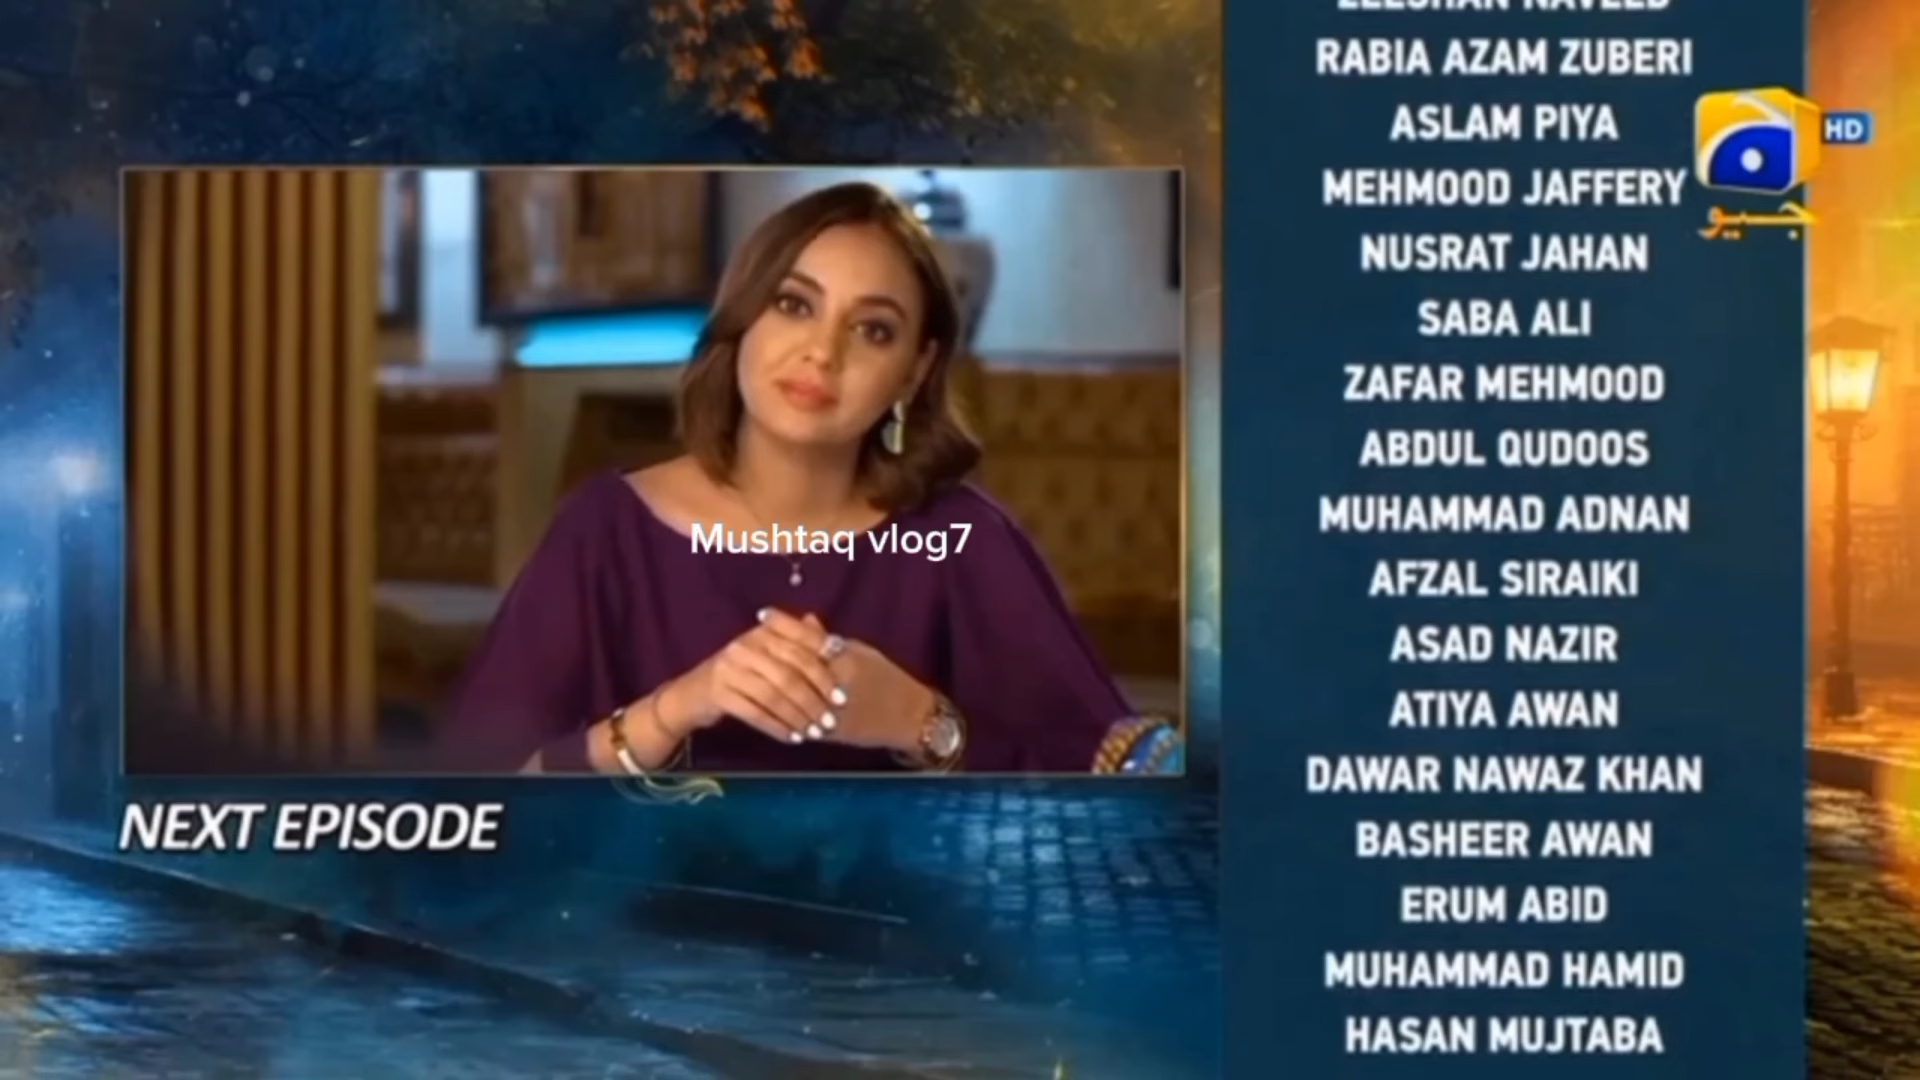 ZEESHAN NAVEED
RABIA AZAM ZUBERI
ASLAM PIYA
MEHMOOD JAFFERY
NUSRAT JAHAN
SABA ALI
ZAFAR MEHMOOD
ABDUL QUDOOS
MUHAMMAD ADNAN
AFZAL SIRAIKI
ASAD NAZIR
ATIYA AWAN
DAWAR NAWAZ KHAN
BASHEER AWAN
ERUM ABID
MUHAMMAD HAMID
HASAN MUJTABA
HD
جیو
Mushtaq vlog7
NEXT EPISODE